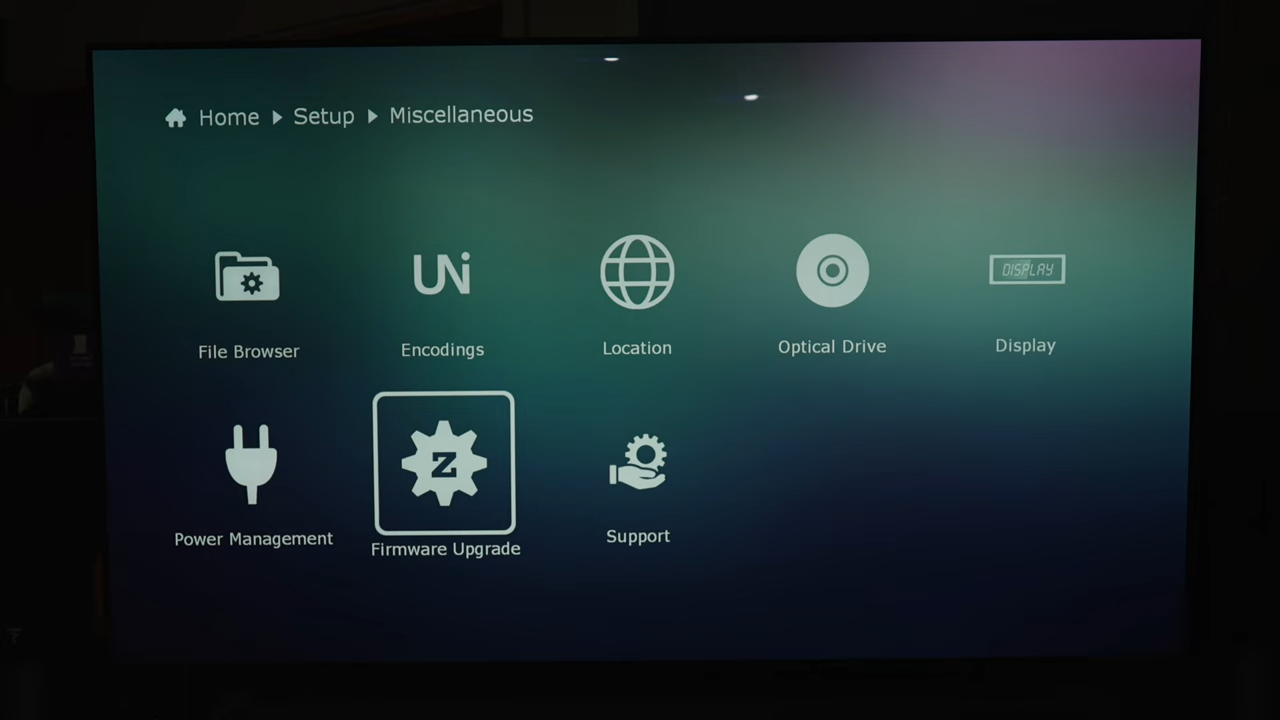 Home Setup Miscellaneous
UNi
DISPLAY
File Browser Encodings Location Optical Drive Display
Z
Power Management Firmware Upgrade Support